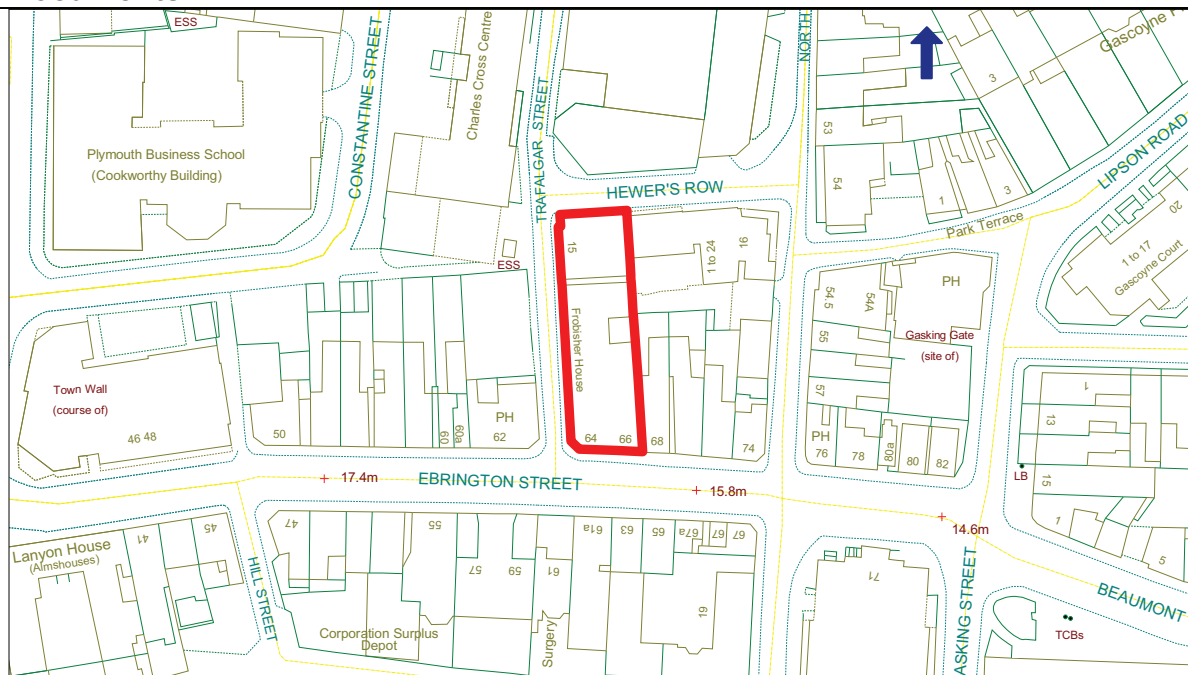 ESS
CONSTANTINE STREET
Charles Cross Centre
TRAFALGAR STREET
NORTH
Gascoyne
3
53
54
1
3
LIPSON ROAD
Plymouth Business School
(Cookworthy Building)
HEWER'S ROW
Park Terrace
20
1 to 17
Gascoyne Court
15
1 to 24
16
ESS
PH
54.5
54A
55
57
Gasking Gate
(site of)
Frobisher House
Town Wall
(course of)
46 48
50
60
60a
PH
62
64
66
68
74
PH
76
78
80a
80
82
1
13
15
LB
1
5
17.4m
EBRINGTON STREET
15.8m
14.6m
Lanyon House
(Almshouses)
41
45
HILL STREET
47
55
57
59
61
61a
63
65
67a
67
67
19
71
Corporation Surplus
Depot
Surgery
ASKING STREET
BEAUMONT
TCBs